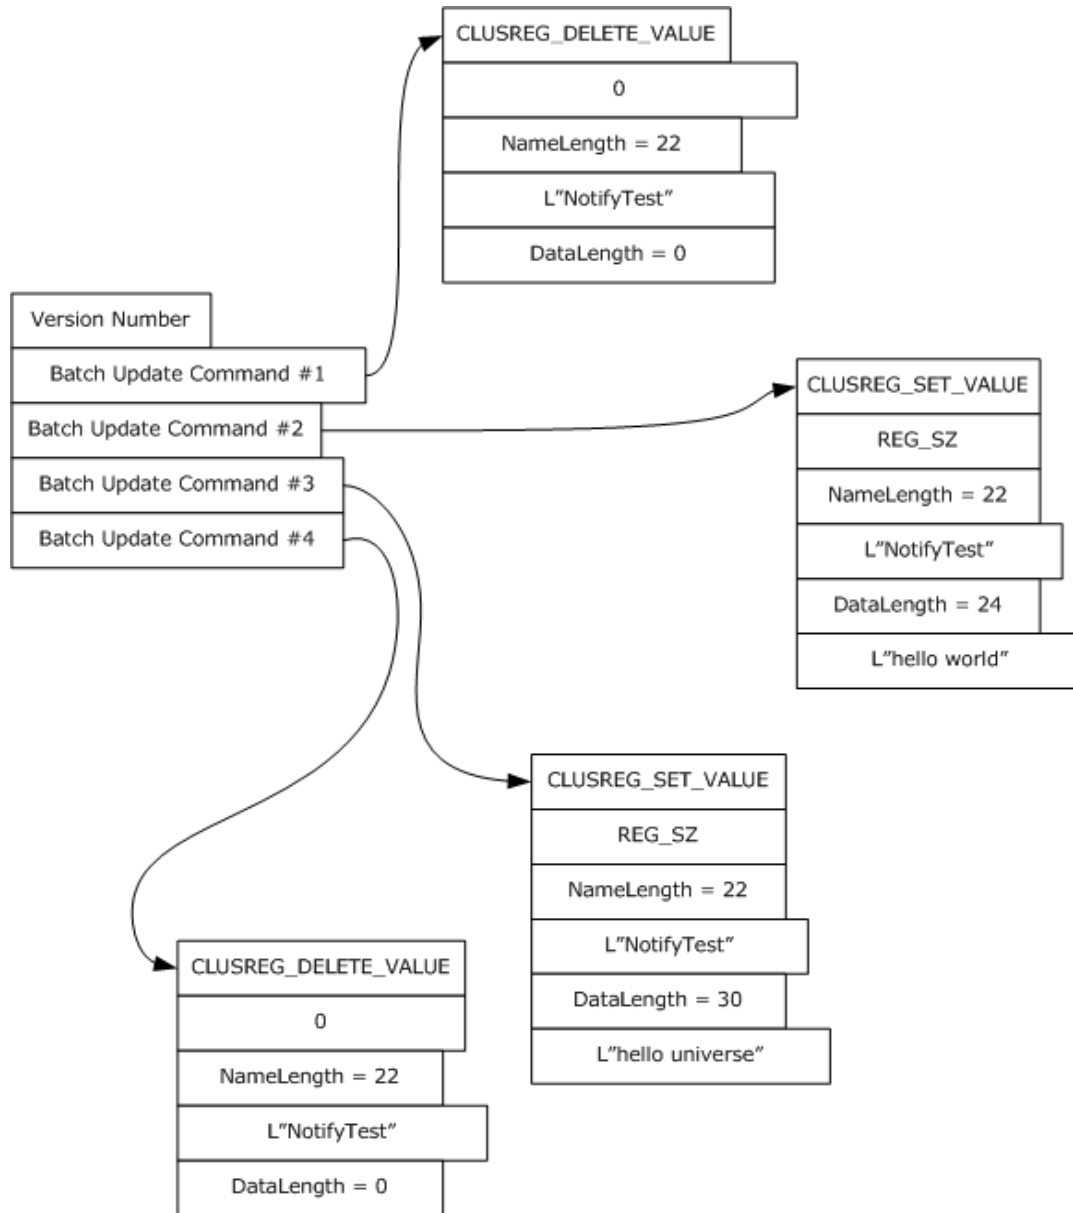 CLUSREG_DELETE_VALUE
0
NameLength = 22
L”NotifyTest”
DataLength = 0
Version Number
Batch Update Command #1
Batch Update Command #2
Batch Update Command #3
Batch Update Command #4
CLUSREG_SET_VALUE
REG_SZ
NameLength = 22
L”NotifyTest”
DataLength = 24
L”hello world”
CLUSREG_SET_VALUE
REG_SZ
NameLength = 22
L”NotifyTest”
DataLength = 30
L”hello universe”
CLUSREG_DELETE_VALUE
0
NameLength = 22
L”NotifyTest”
DataLength = 0